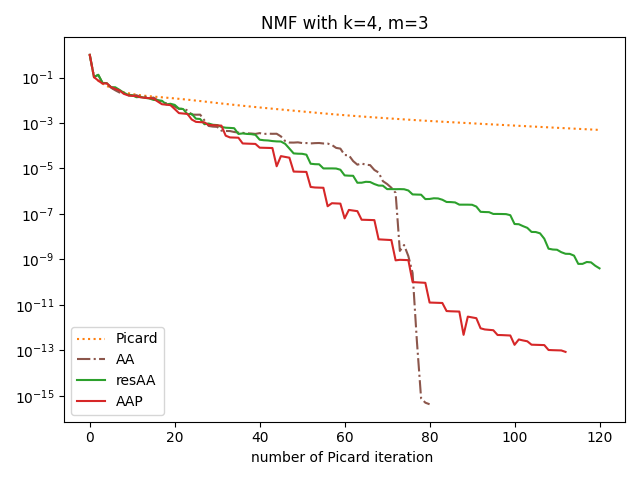 NMF with k=4, m=3
10⁻¹
10⁻³
10⁻⁵
10⁻⁷
10⁻⁹
10⁻¹¹
10⁻¹³
10⁻¹⁵
Picard
AA
resAA
AAP
0 20 40 60 80 100 120
number of Picard iteration